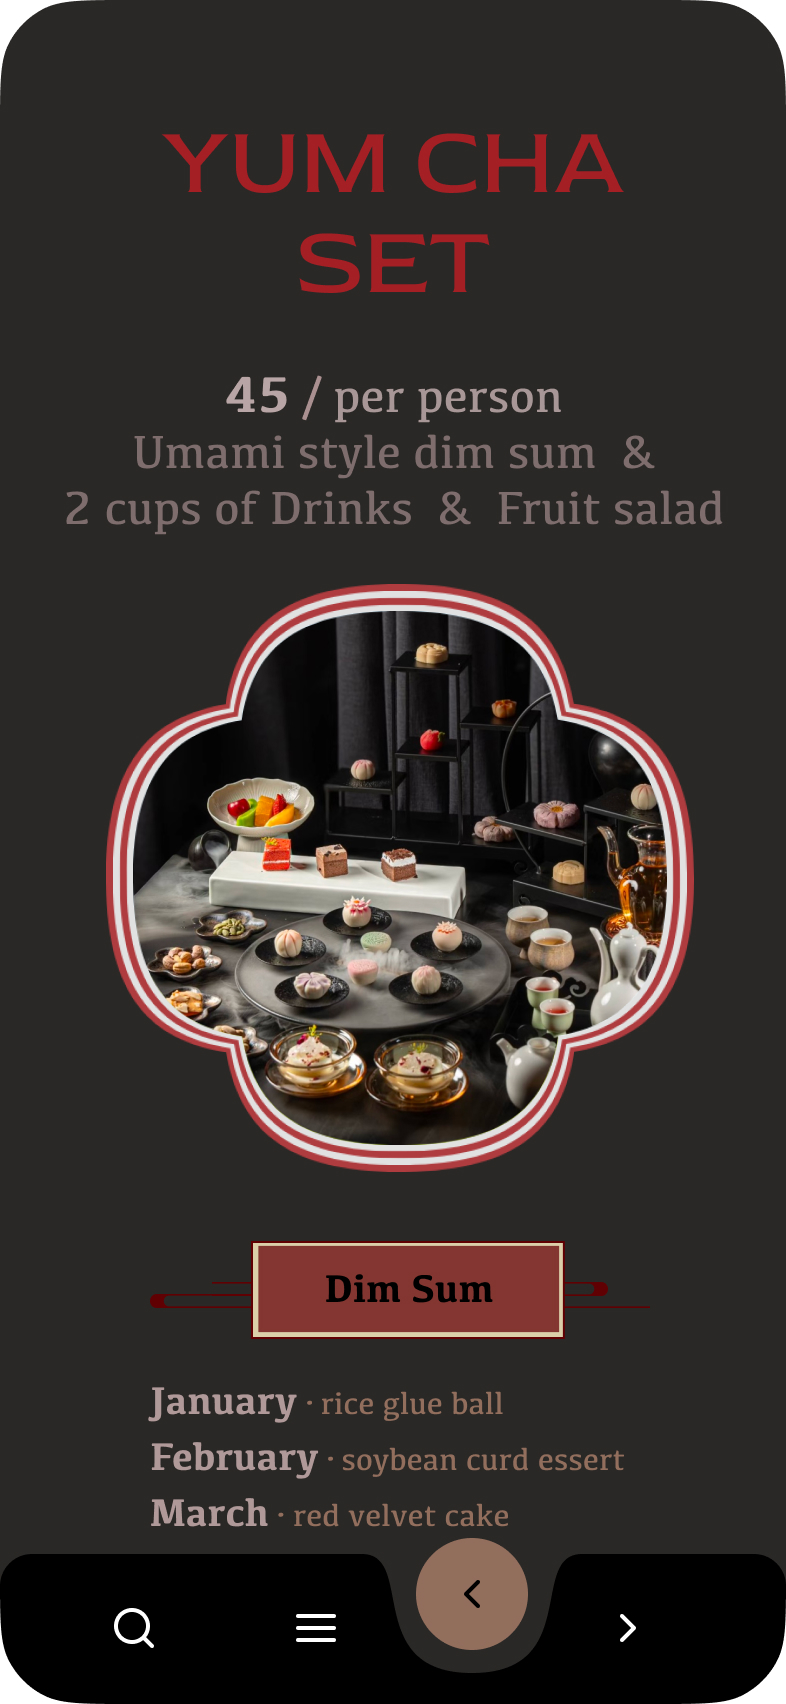 YUM CHA
SET
45 / per person
Umami style dim sum &
2 cups of Drinks & Fruit salad
Dim Sum
January · rice glue ball
February · soybean curd essert
March · red velvet cake